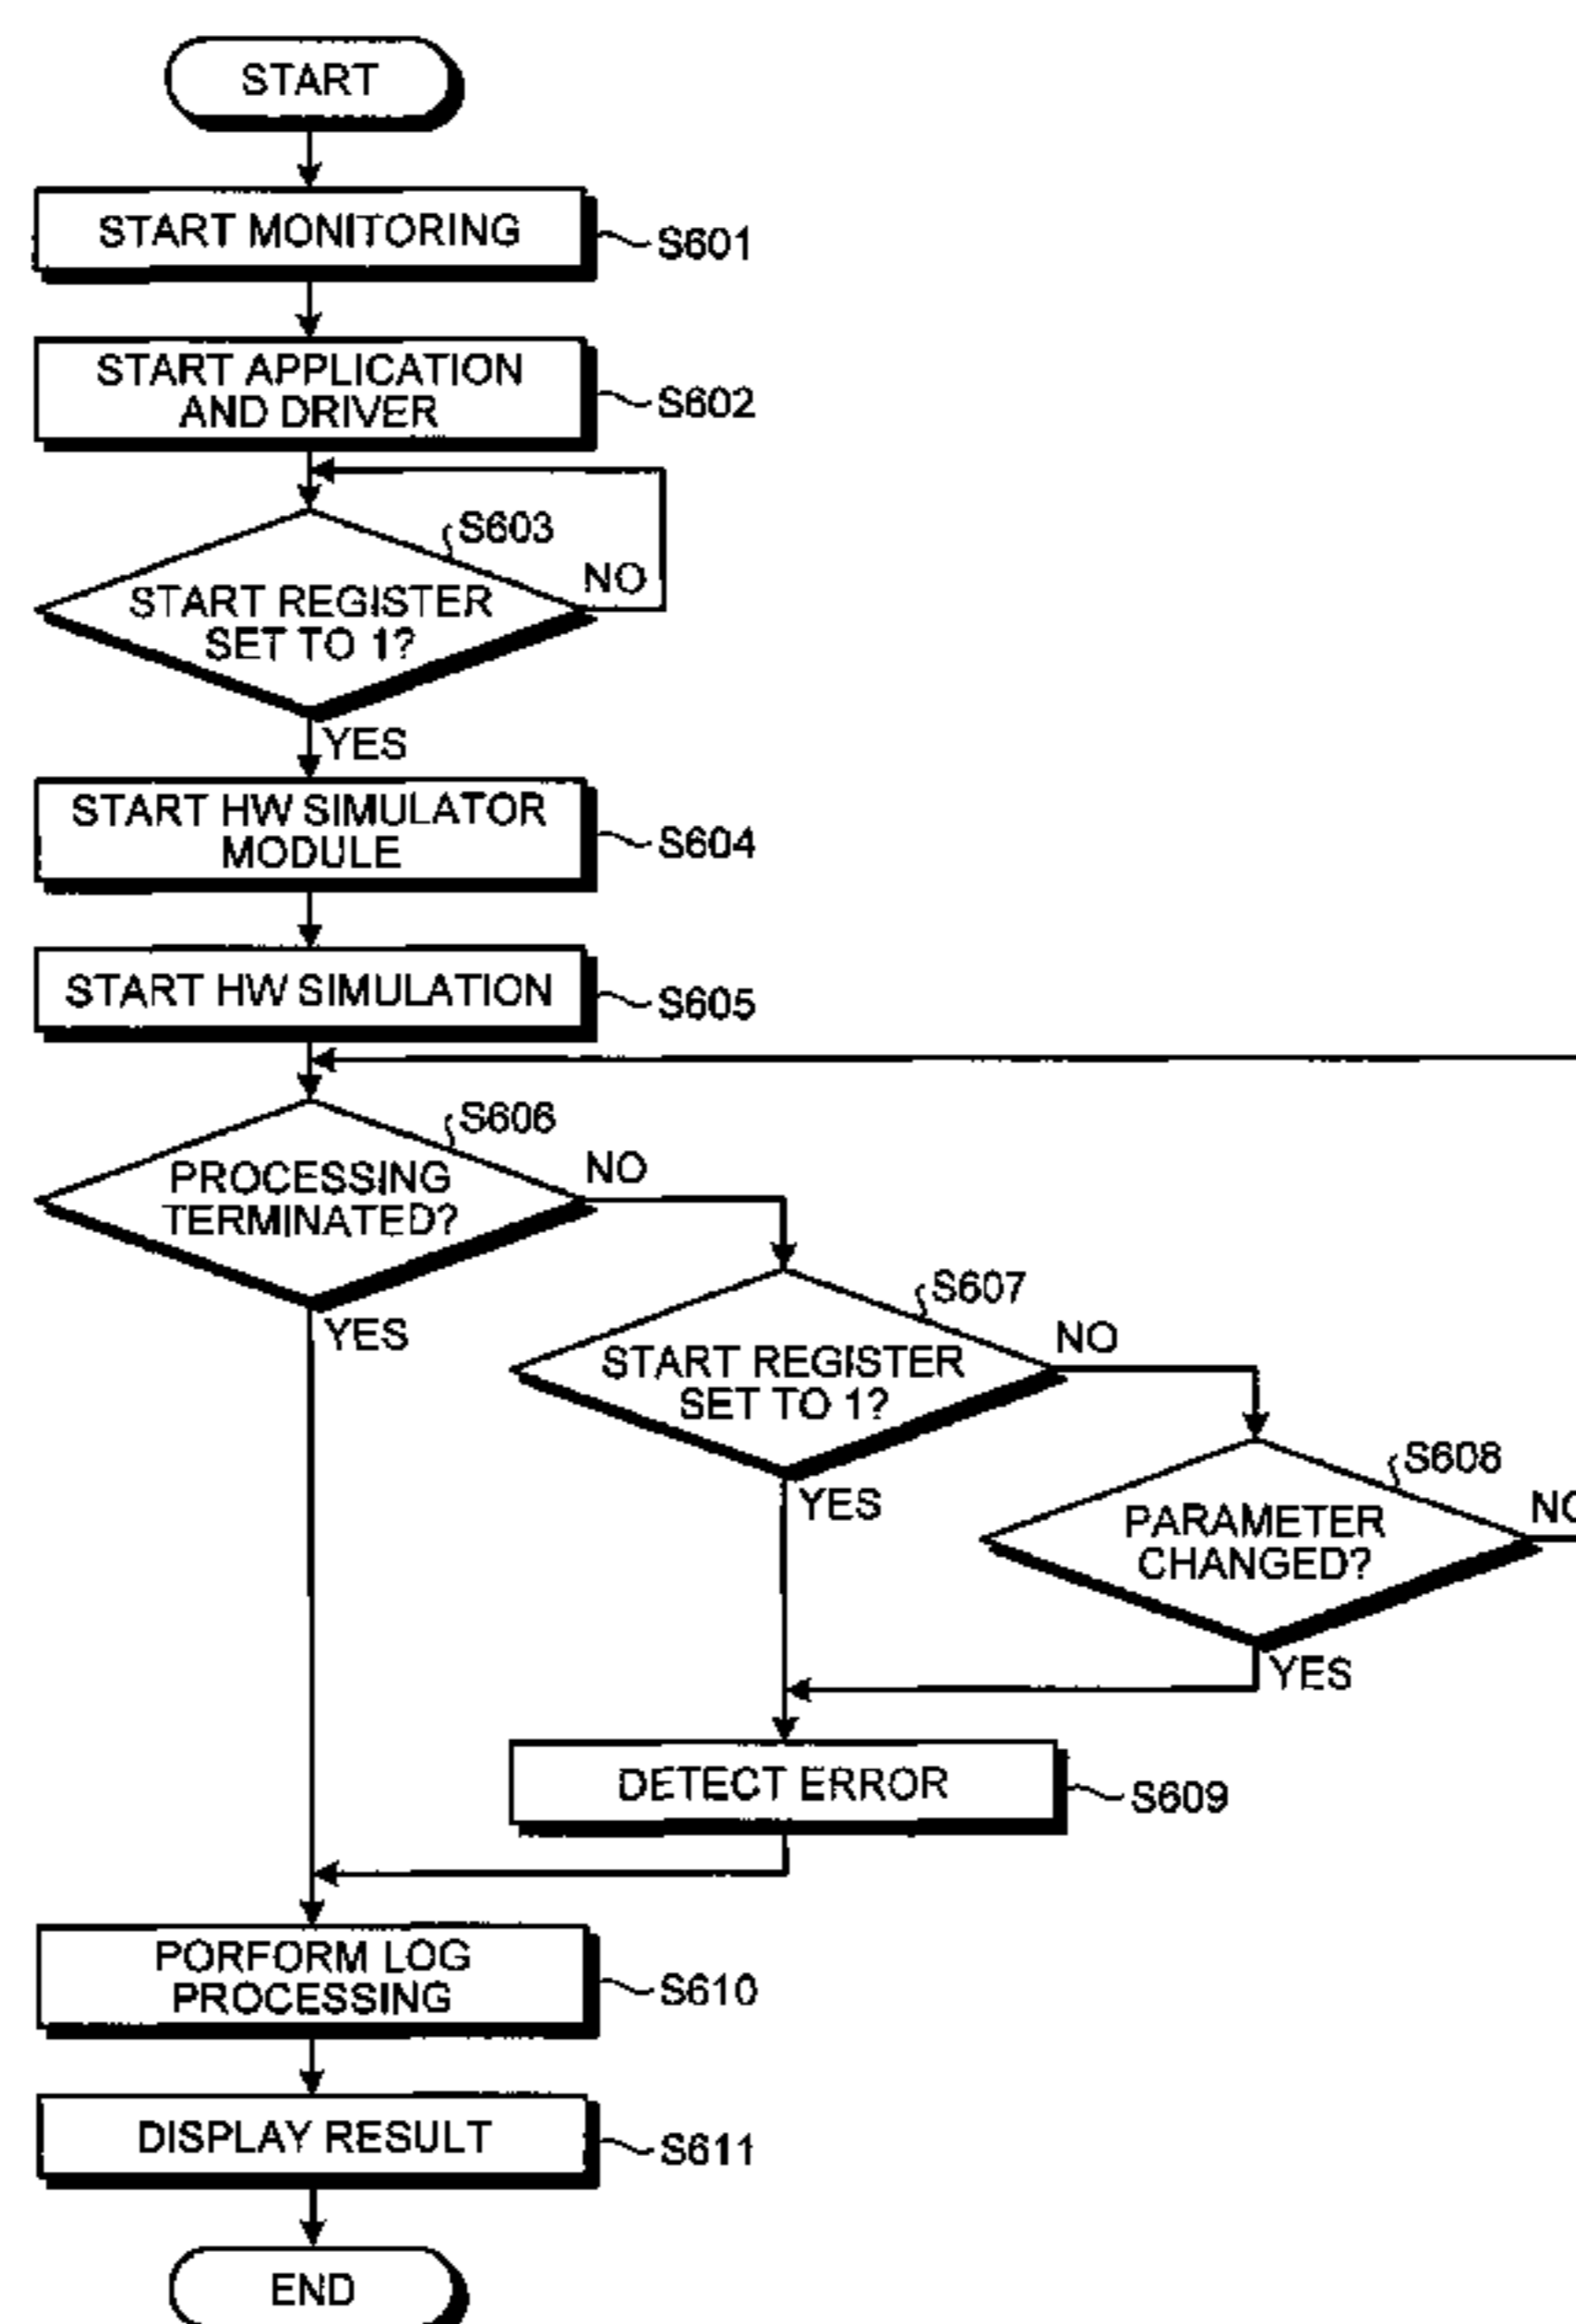 START
START MONITORING
S601
START APPLICATION
AND DRIVER
S602
S603
NO
START REGISTER
SET TO 1?
YES
START HW SIMULATOR
MODULE
S604
START HW SIMULATION
S605
S606
NO
PROCESSING
TERMINATED?
YES
S607
NO
START REGISTER
SET TO 1?
YES
S608
NO
PARAMETER
CHANGED?
YES
DETECT ERROR
S609
PORFORM LOG
PROCESSING
S610
DISPLAY RESULT
S611
END